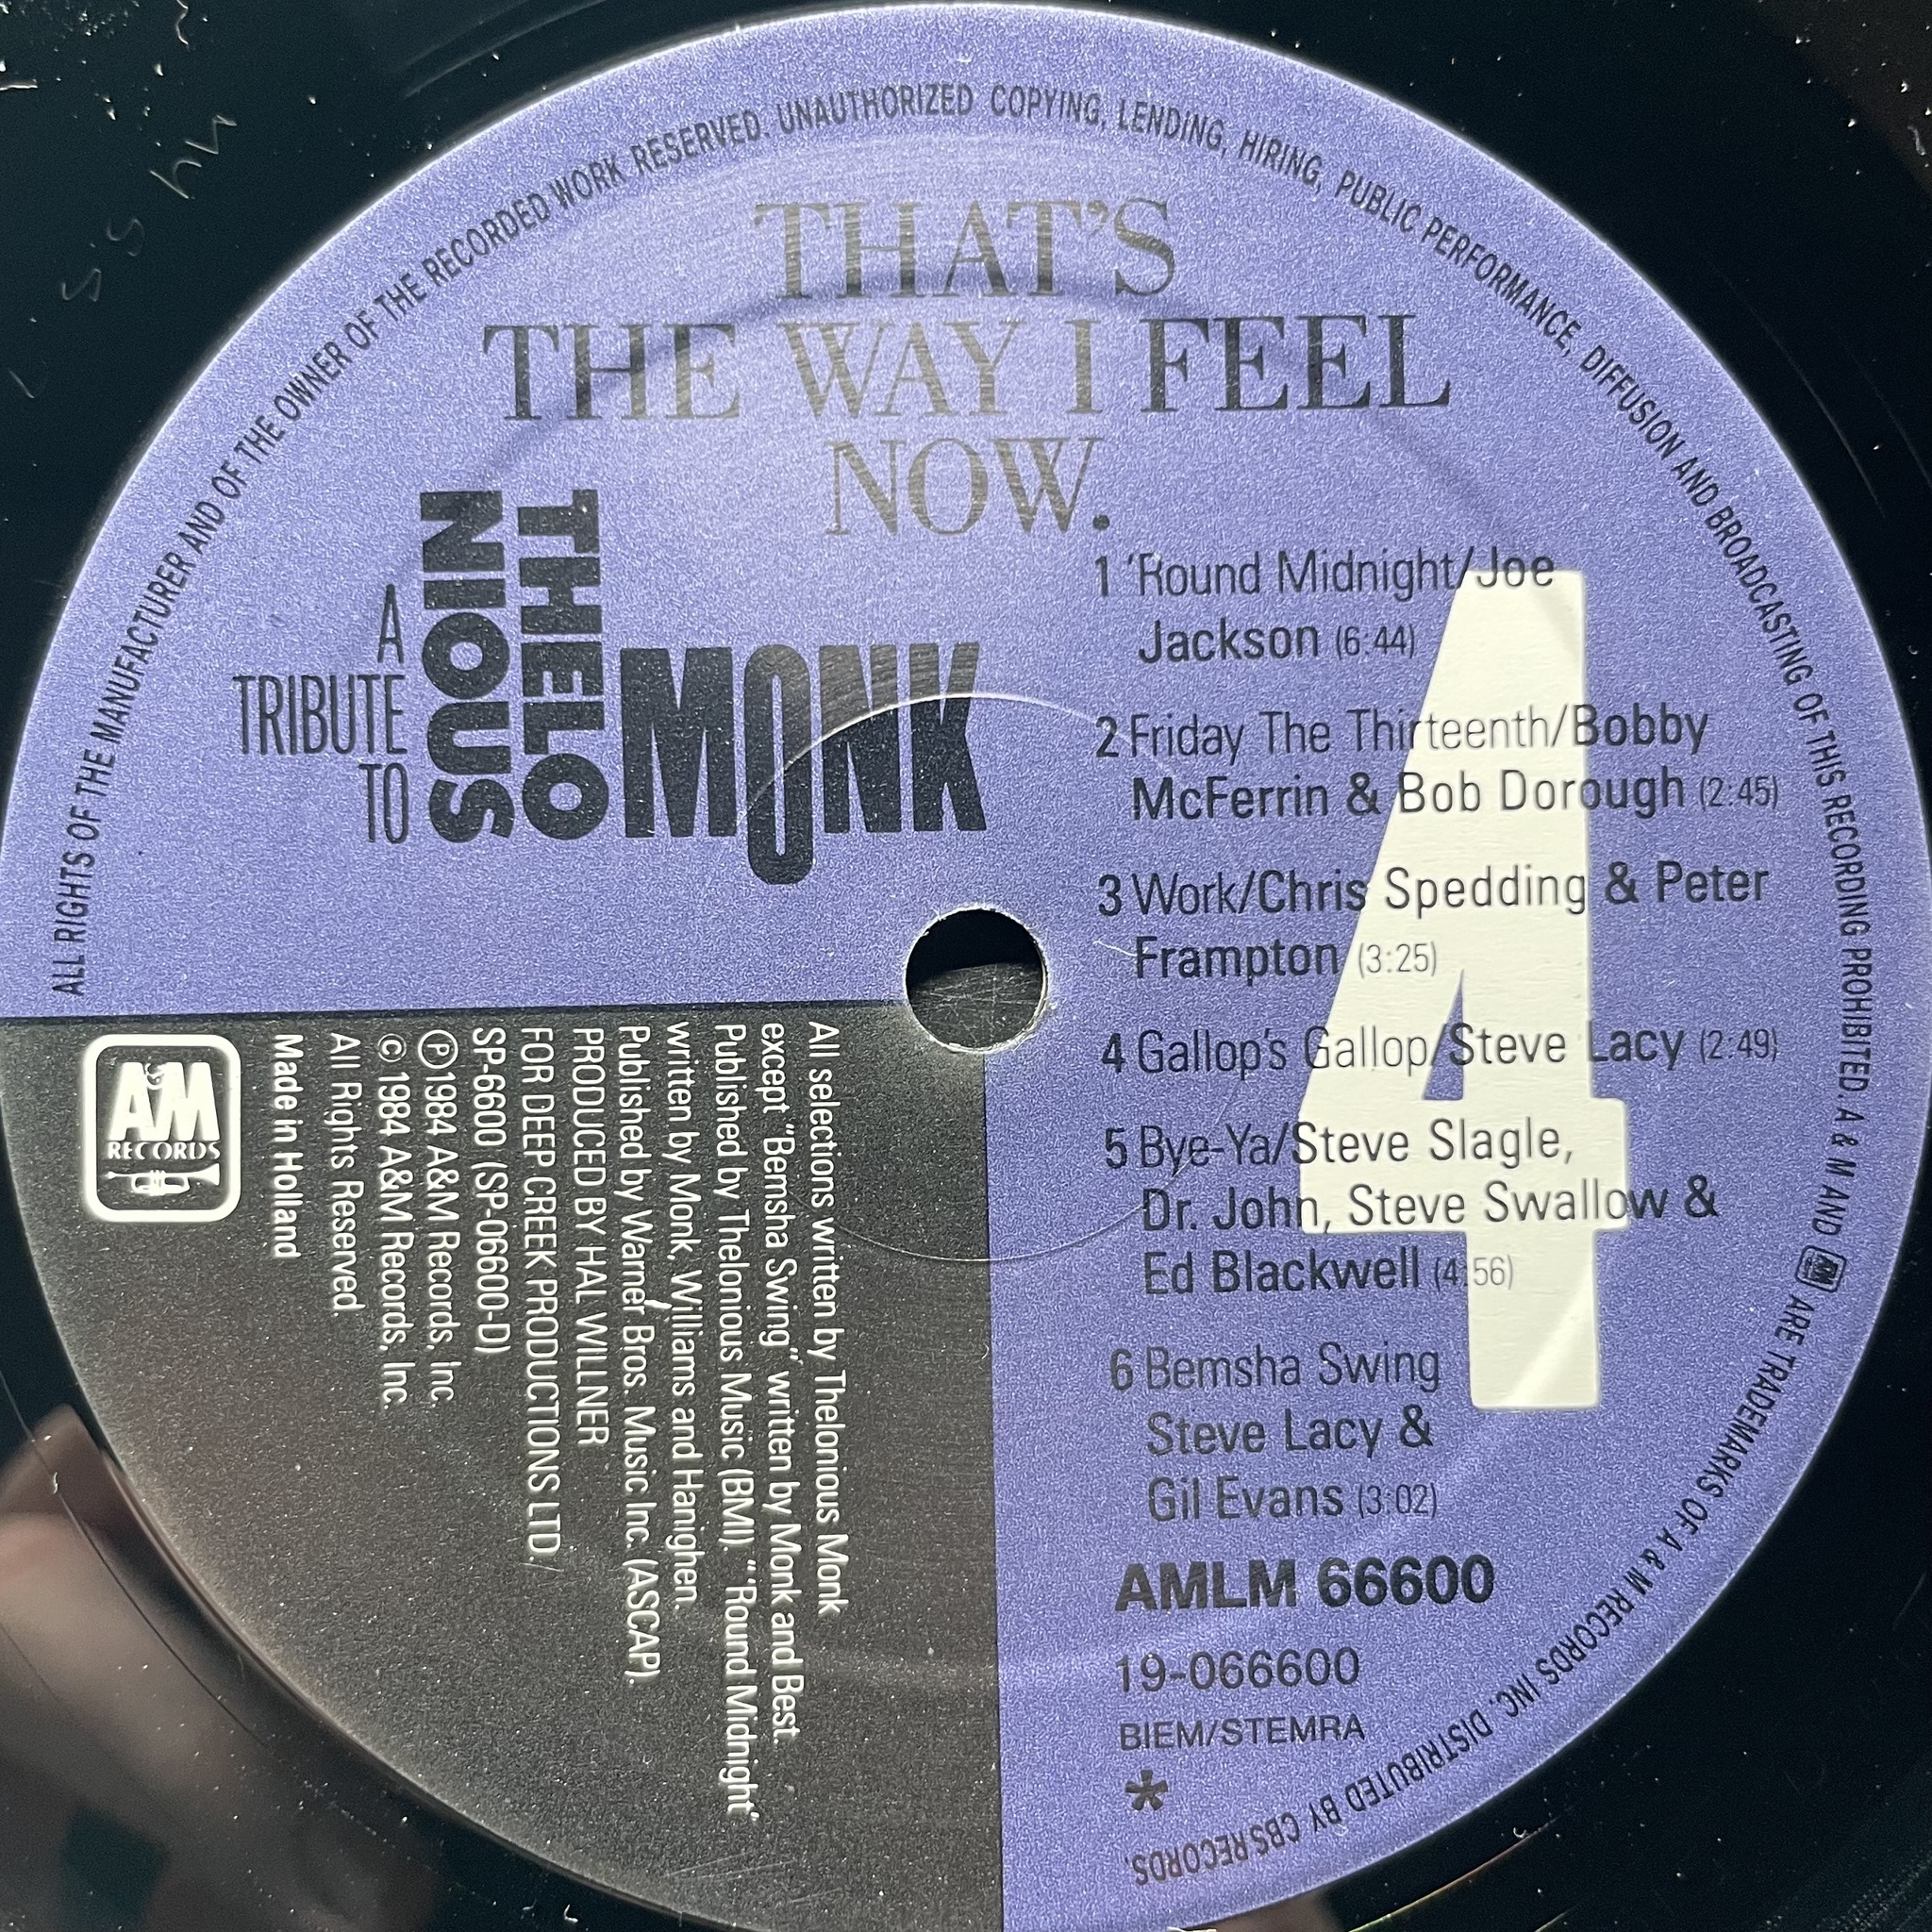 ALL RIGHTS OF THE MANUFACTURER AND OF THE OWNER OF THE RECORDED WORK RESERVED. UNAUTHORIZED COPYING, LENDING, HIRING, PUBLIC PERFORMANCE, DIFFUSION AND BROADCASTING OF THIS RECORDING PROHIBITED. A & M AND AM ARE TRADEMARKS OF A & M RECORDS INC. DISTRIBUTED BY CBS RECORDS.
THAT'S
THE WAY I FEEL
NOW.
A
TRIBUTE
TO
THELO
NIOUS
MONK
4
1 'Round Midnight/Joe
Jackson (6:44)
2 Friday The Thirteenth/Bobby
McFerrin & Bob Dorough (2:45)
3 Work/Chris Spedding & Peter
Frampton (3:25)
4 Gallop's Gallop/Steve Lacy (2:49)
5 Bye-Ya/Steve Slagle,
Dr. John, Steve Swallow &
Ed Blackwell (4:56)
6 Bemsha Swing
Steve Lacy &
Gil Evans (3:02)
AMLM 66600
19-066600
BIEM/STEMRA
*
All selections written by Thelonious Monk
except "Bemsha Swing" written by Monk and Best.
Published by Thelonious Music (BMI). "'Round Midnight"
written by Monk, Williams and Hanighen.
Published by Warner Bros. Music Inc. (ASCAP).
PRODUCED BY HAL WILLNER
FOR DEEP CREEK PRODUCTIONS LTD.
SP-6600 (SP-06600-D)
℗ 1984 A&M Records, Inc.
© 1984 A&M Records, Inc.
All Rights Reserved.
Made in Holland
A&M
RECORDS